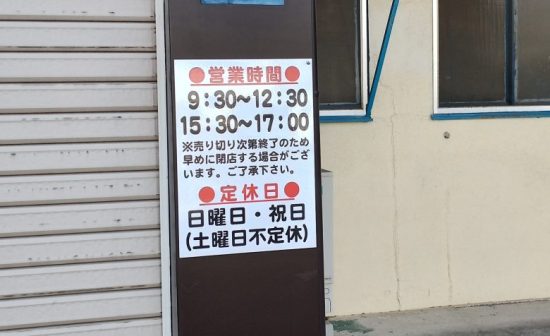 ●営業時間●
9:30～12:30
15:30～17:00
※売り切り次第終了のため
早めに閉店する場合がござ
います。ご了承下さい。
●定休日●
日曜日・祝日
(土曜日不定休)